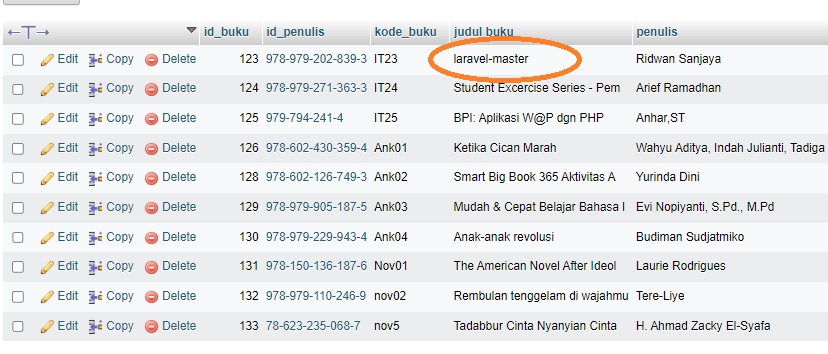 id_buku id_penulis kode_buku judul buku penulis
Edit Copy Delete 123 978-979-202-839-3 IT23 laravel-master Ridwan Sanjaya
Edit Copy Delete 124 978-979-271-363-3 IT24 Student Excercise Series - Pem Arief Ramadhan
Edit Copy Delete 125 979-794-241-4 IT25 BPI: Aplikasi W@P dgn PHP Anhar,ST
Edit Copy Delete 126 978-602-430-359-4 Ank01 Ketika Cican Marah Wahyu Aditya, Indah Julianti, Tadiga
Edit Copy Delete 128 978-602-126-749-3 Ank02 Smart Big Book 365 Aktivitas A Yurinda Dini
Edit Copy Delete 129 978-979-905-187-5 Ank03 Mudah & Cepat Belajar Bahasa I Evi Nopiyanti, S.Pd., M.Pd
Edit Copy Delete 130 978-979-229-943-4 Ank04 Anak-anak revolusi Budiman Sudjatmiko
Edit Copy Delete 131 978-150-136-187-6 Nov01 The American Novel After Ideol Laurie Rodrigues
Edit Copy Delete 132 978-979-110-246-9 nov02 Rembulan tenggelam di wajahmu Tere-Liye
Edit Copy Delete 133 78-623-235-068-7 nov5 Tadabbur Cinta Nyanyian Cinta H. Ahmad Zacky El-Syafa